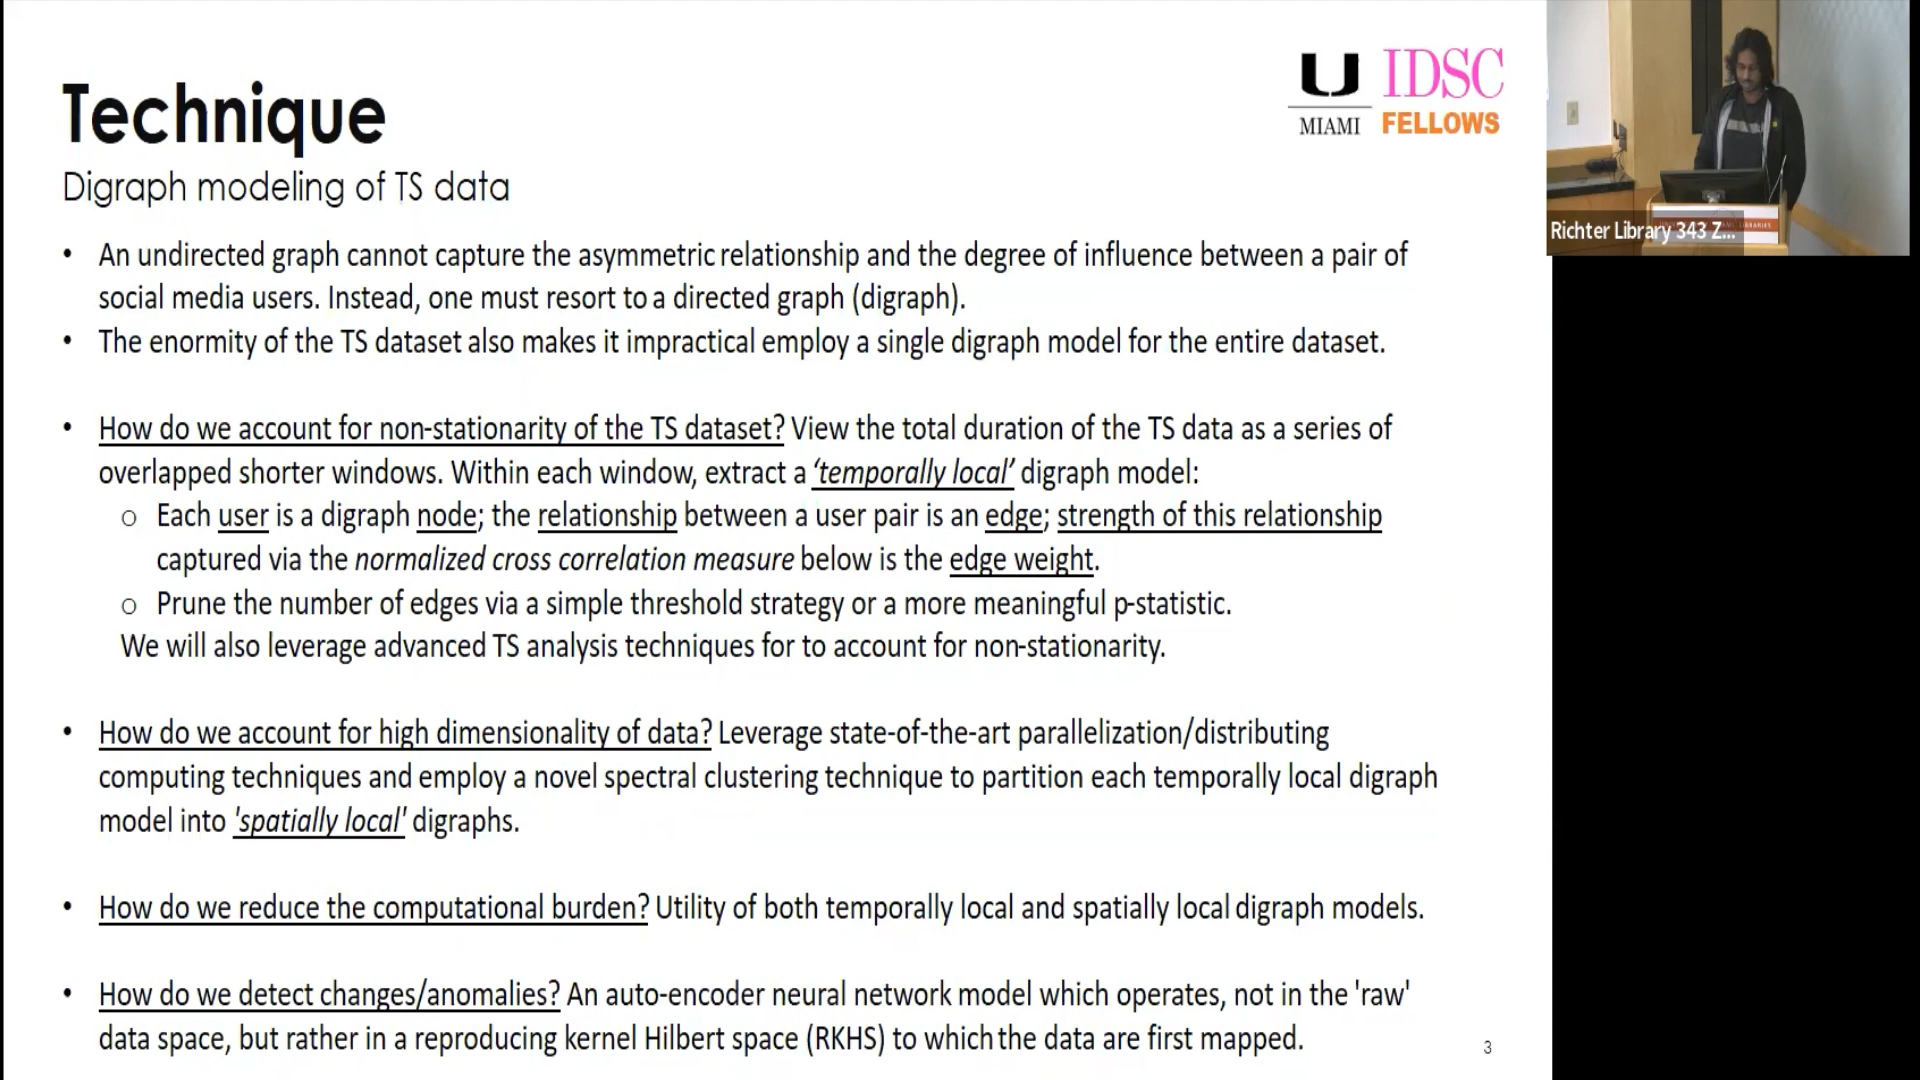 Technique
Digraph modeling of TS data
U
MIAMI
IDSC
FELLOWS
• An undirected graph cannot capture the asymmetric relationship and the degree of influence between a pair of
social media users. Instead, one must resort to a directed graph (digraph).
• The enormity of the TS dataset also makes it impractical employ a single digraph model for the entire dataset.
• How do we account for non-stationarity of the TS dataset? View the total duration of the TS data as a series of
overlapped shorter windows. Within each window, extract a ‘temporally local’ digraph model:
o Each user is a digraph node; the relationship between a user pair is an edge; strength of this relationship
captured via the normalized cross correlation measure below is the edge weight.
o Prune the number of edges via a simple threshold strategy or a more meaningful p-statistic.
We will also leverage advanced TS analysis techniques for to account for non-stationarity.
• How do we account for high dimensionality of data? Leverage state-of-the-art parallelization/distributing
computing techniques and employ a novel spectral clustering technique to partition each temporally local digraph
model into 'spatially local' digraphs.
• How do we reduce the computational burden? Utility of both temporally local and spatially local digraph models.
• How do we detect changes/anomalies? An auto-encoder neural network model which operates, not in the 'raw'
data space, but rather in a reproducing kernel Hilbert space (RKHS) to which the data are first mapped.
3
Richter Library 343 Z...